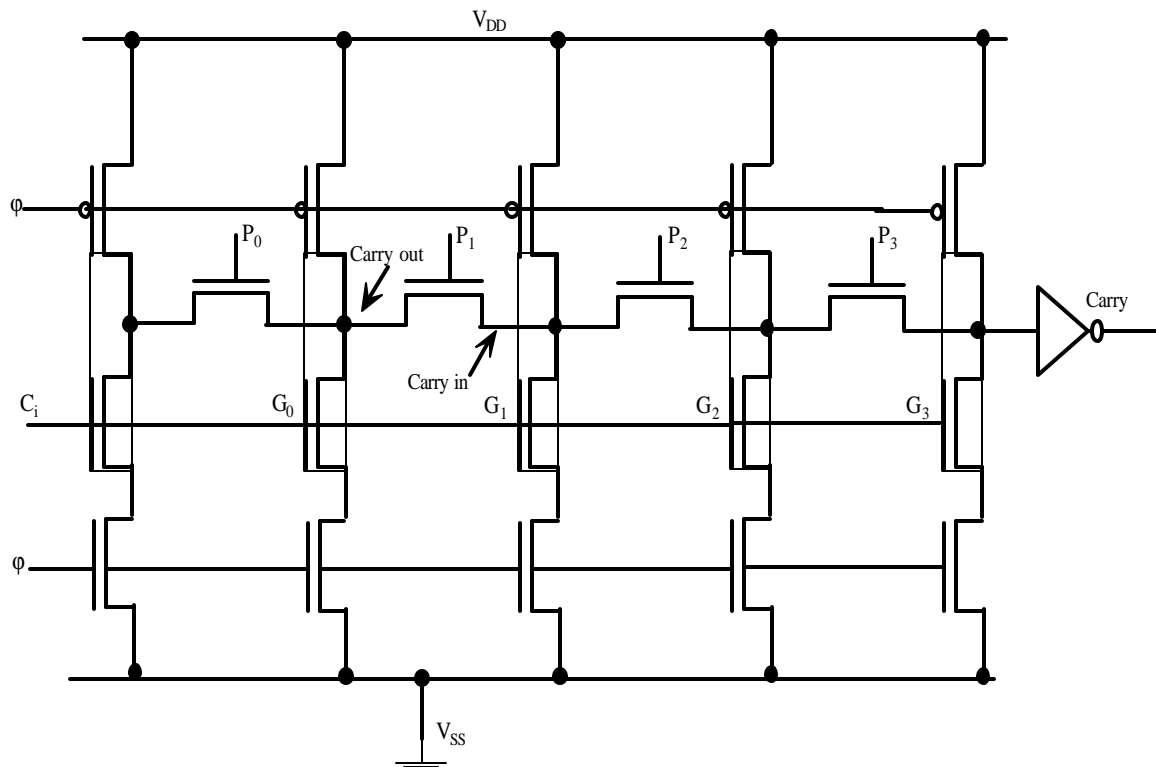 V_DD
φ
P_0
P_1
P_2
P_3
Carry out
Carry
Carry in
C_i
G_0
G_1
G_2
G_3
φ
V_SS